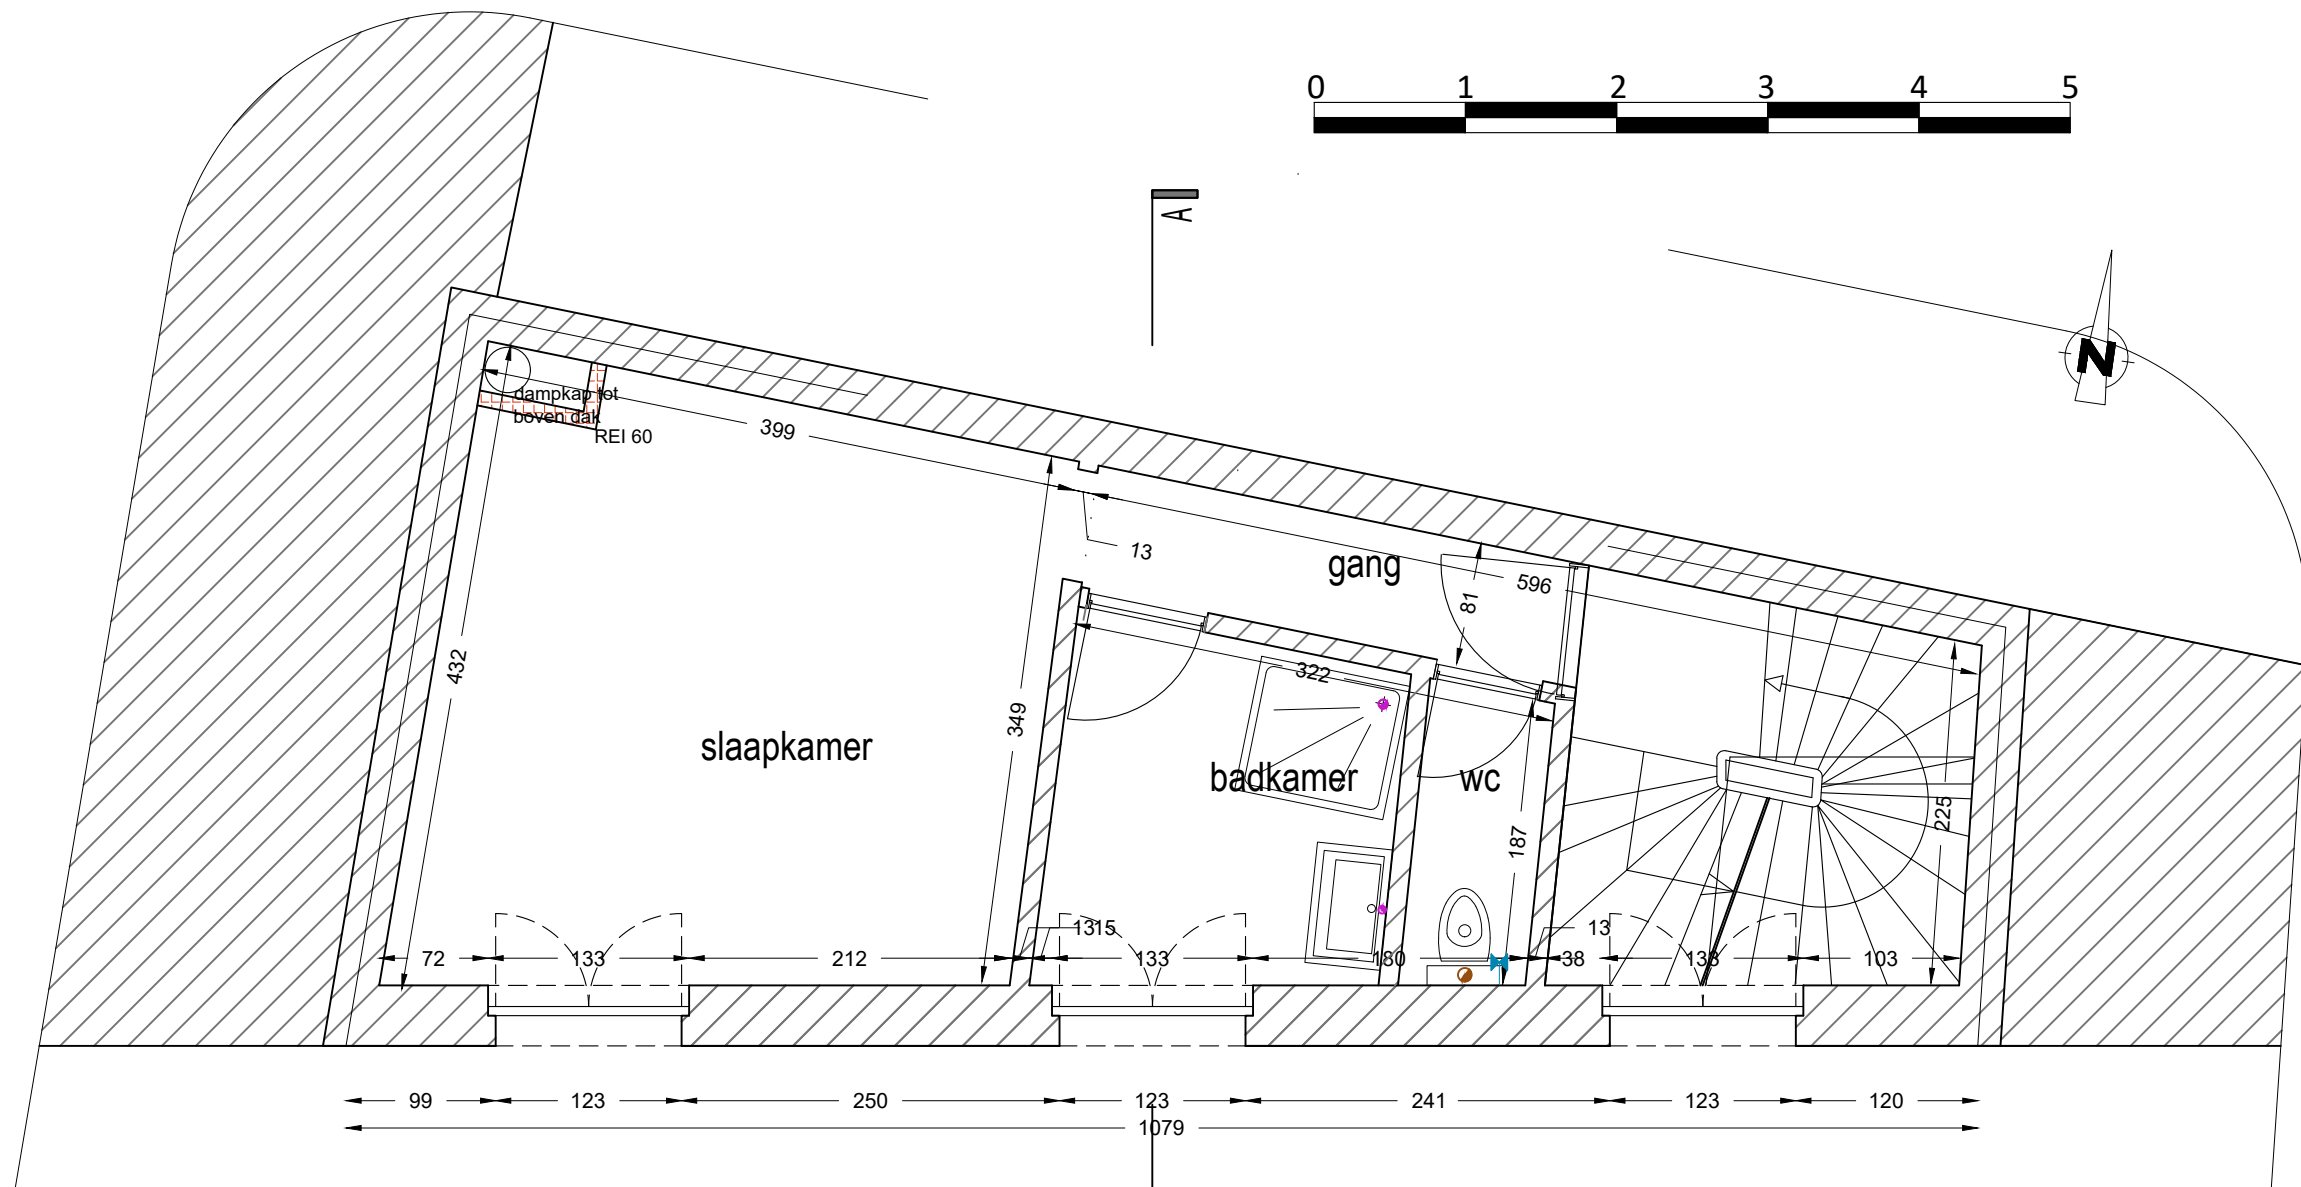 0 1 2 3 4 5
A
N
dampkap tot
boven dak
REI 60
399
13
gang
596
81
432
322
349
slaapkamer
badkamer
wc
225
187
13 15
13
72 133 212 133 180 38 133 103
99 123 250 123 241 123 120
1079